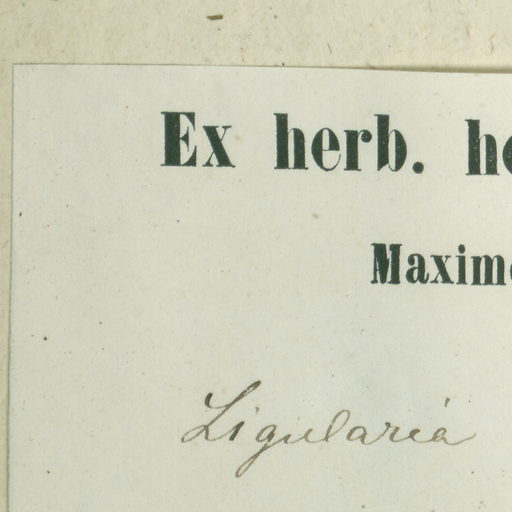 Ex herb. h
Maxim
Ligularia